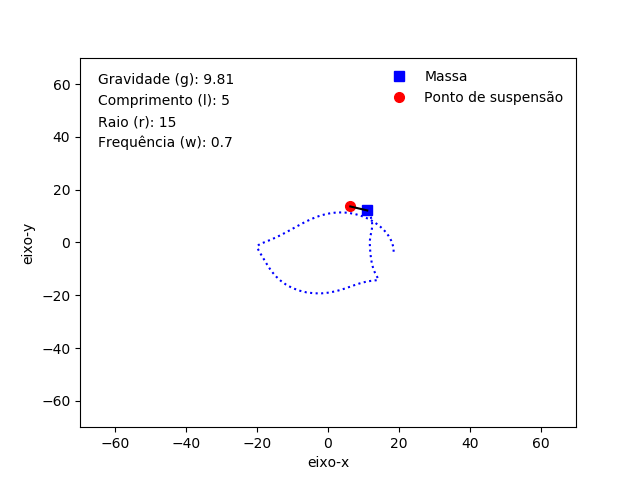 Gravidade (g): 9.81
Comprimento (l): 5
Raio (r): 15
Frequência (w): 0.7
Massa
Ponto de suspensão
60
40
20
0
−20
−40
−60
eixo-y
−60
−40
−20
0
20
40
60
eixo-x